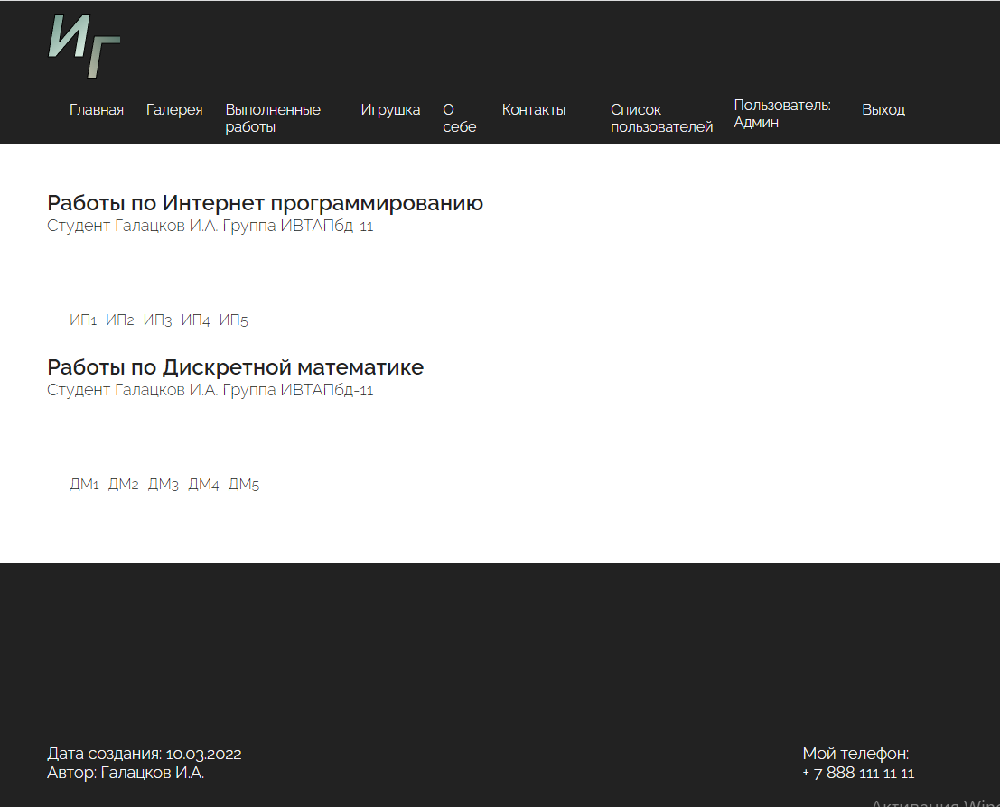 ИГ
Главная Галерея Выполненные работы Игрушка О себе Контакты Список пользователей Пользователь: Админ Выход
Работы по Интернет программированию
Студент Галацков И.А. Группа ИВТАПбд-11
ИП1 ИП2 ИП3 ИП4 ИП5
Работы по Дискретной математике
Студент Галацков И.А. Группа ИВТАПбд-11
ДМ1 ДМ2 ДМ3 ДМ4 ДМ5
Дата создания: 10.03.2022
Автор: Галацков И.А.
Мой телефон:
+ 7 888 111 11 11
Активация Win